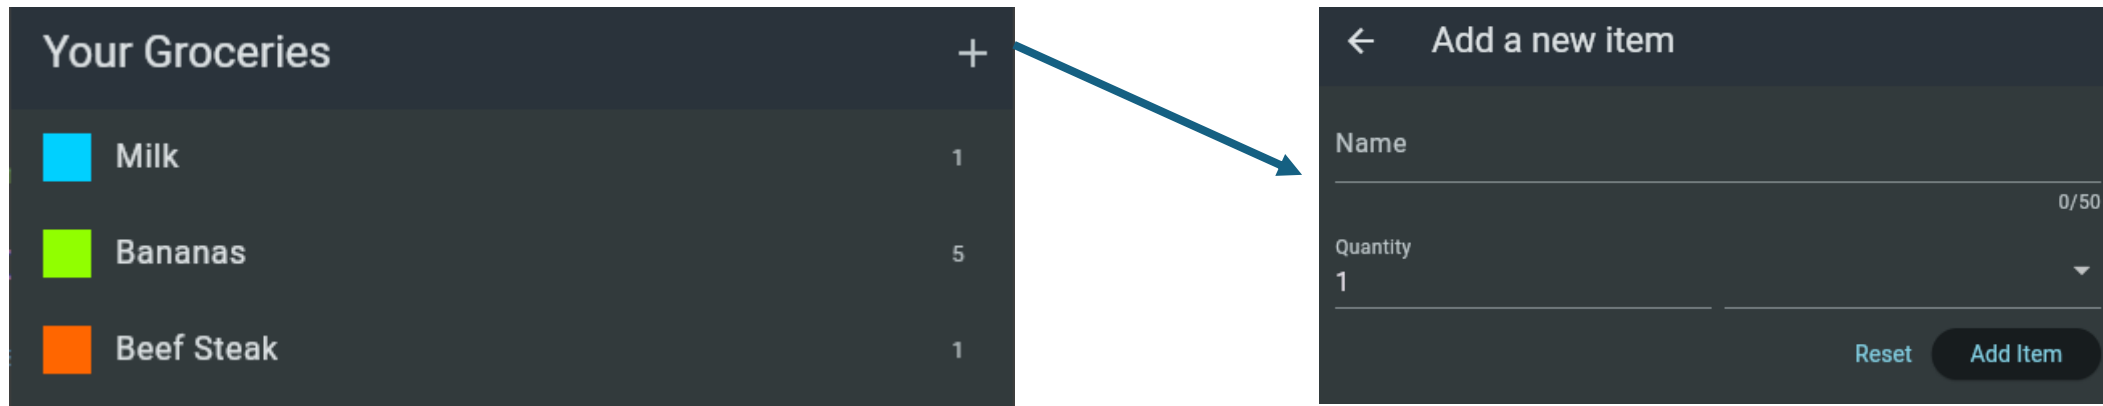 Your Groceries
Milk 1
Bananas 5
Beef Steak 1
Add a new item
Name
0/50
Quantity
1
Reset Add Item